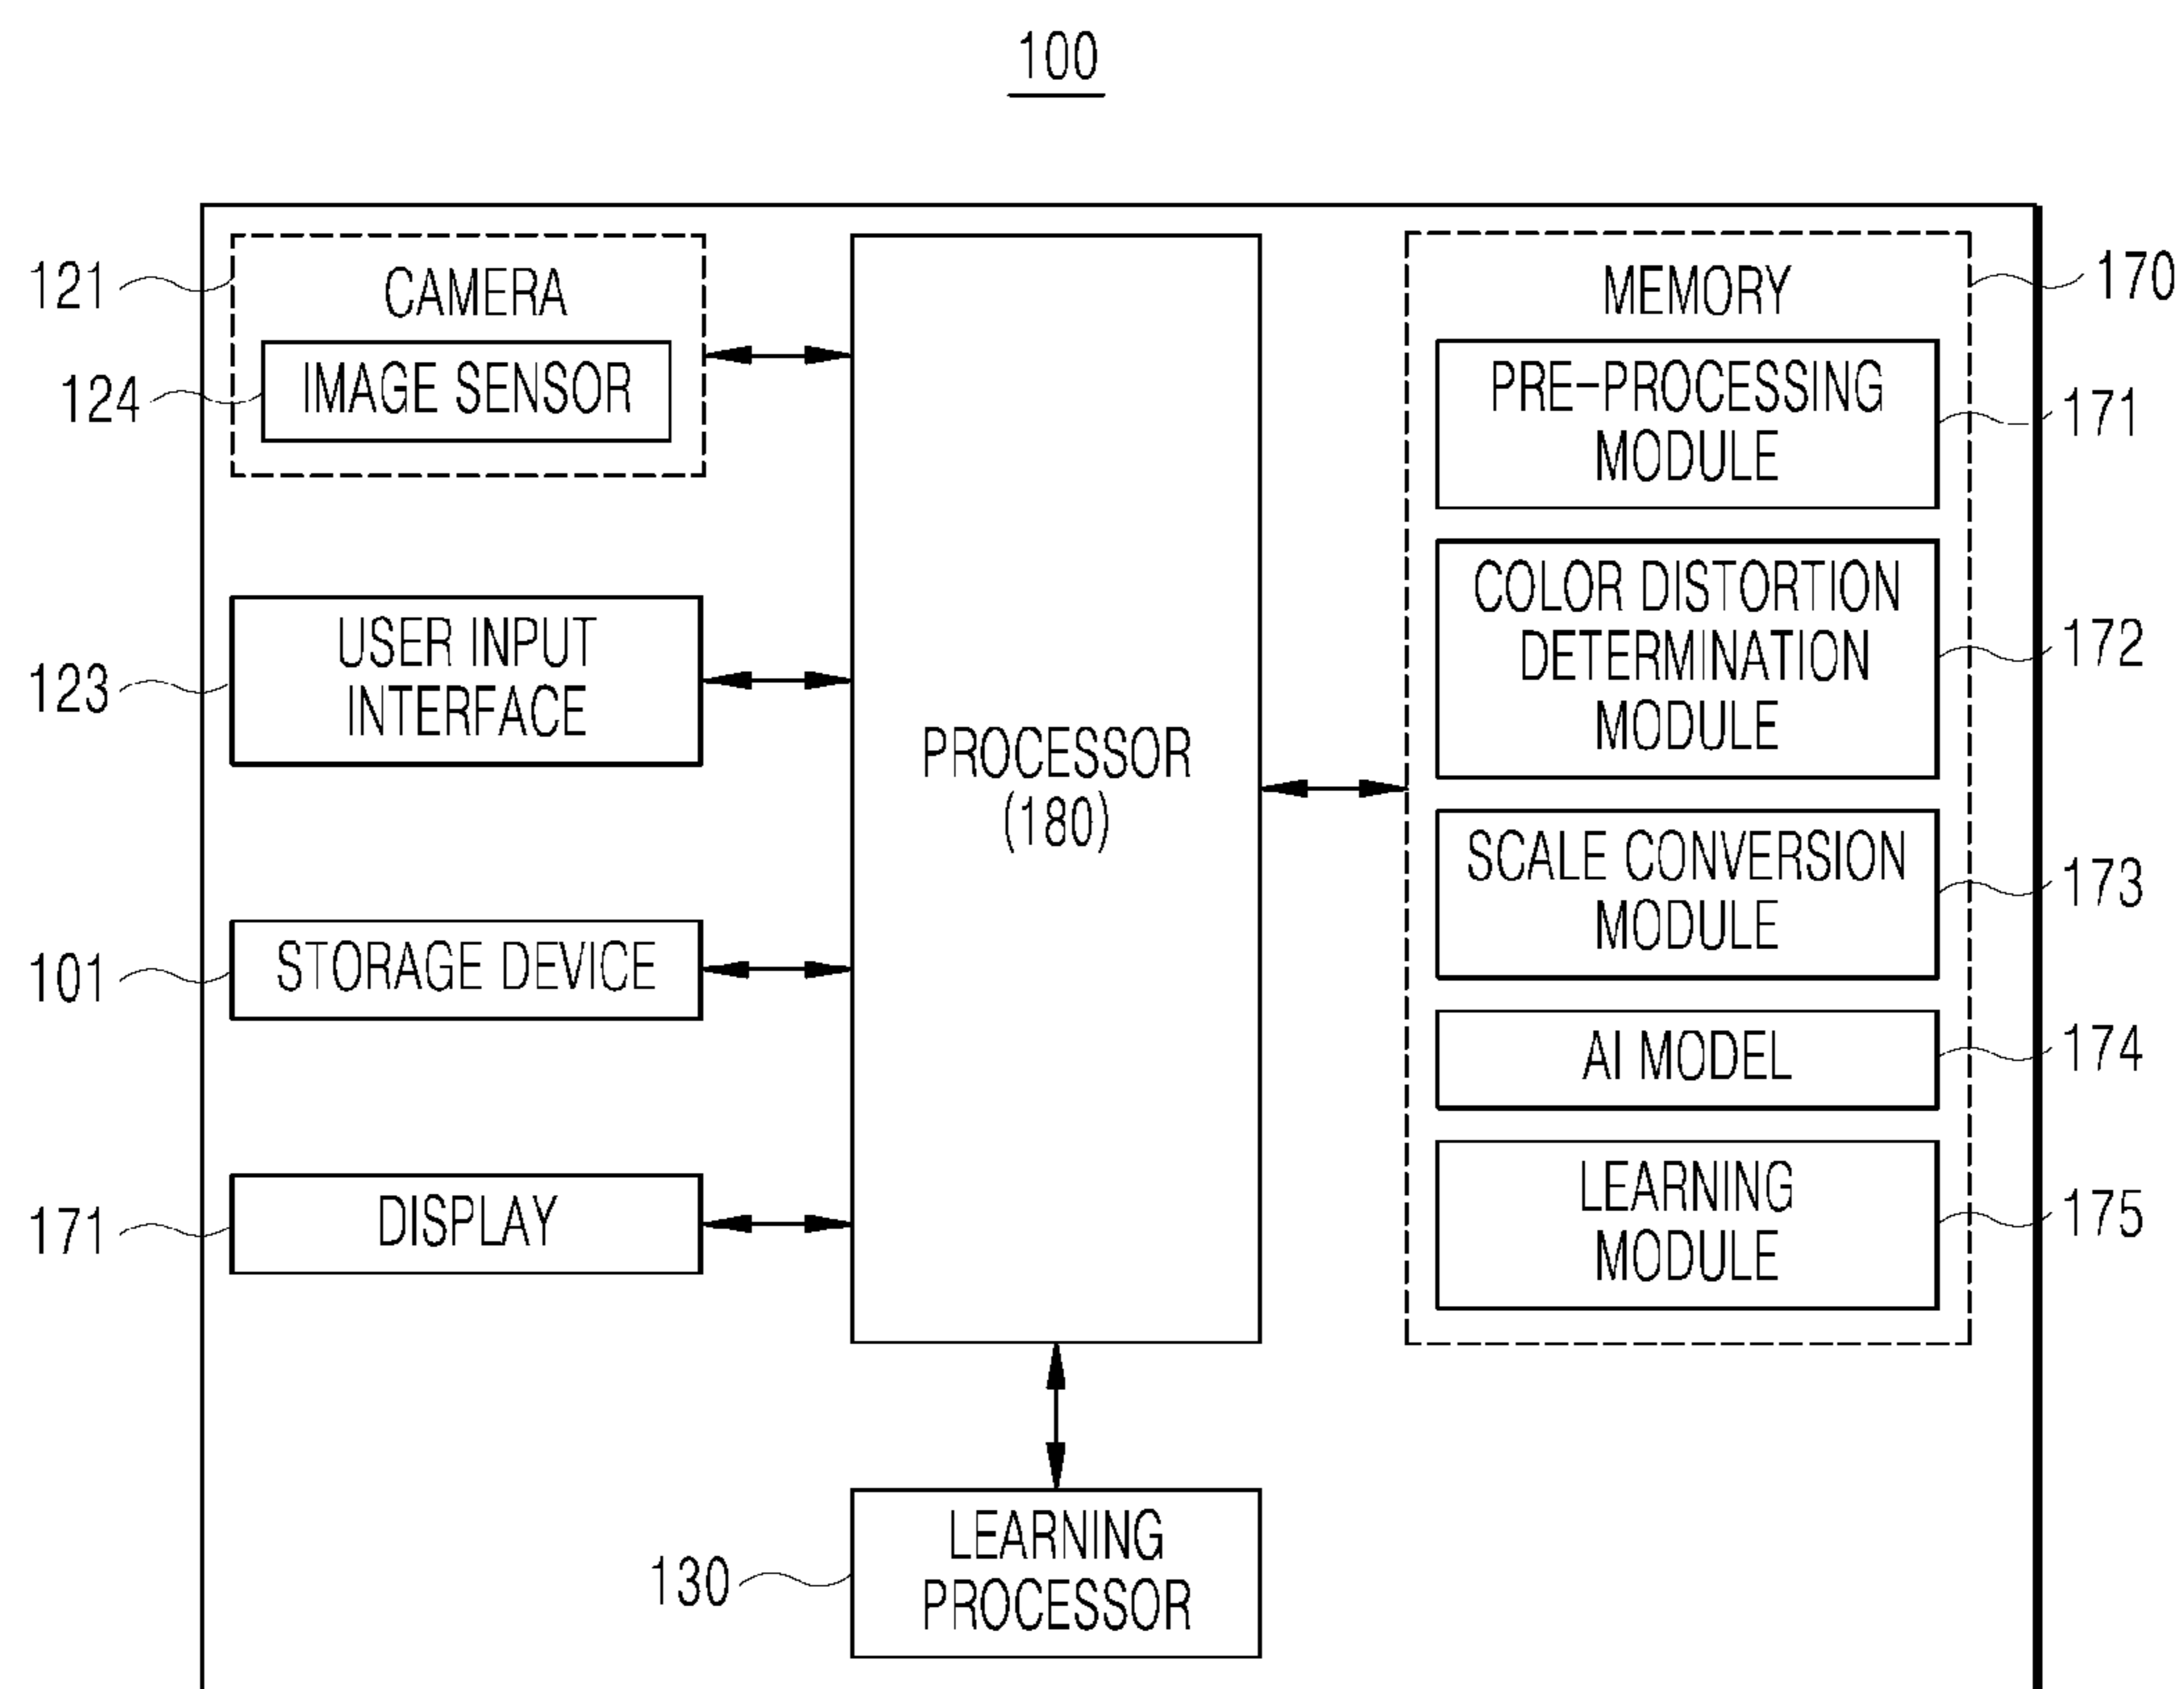 100
121
CAMERA
124
IMAGE SENSOR
123
USER INPUT
INTERFACE
101
STORAGE DEVICE
171
DISPLAY
PROCESSOR
(180)
130
LEARNING
PROCESSOR
MEMORY
170
PRE-PROCESSING
MODULE
171
COLOR DISTORTION
DETERMINATION
MODULE
172
SCALE CONVERSION
MODULE
173
AI MODEL
174
LEARNING
MODULE
175